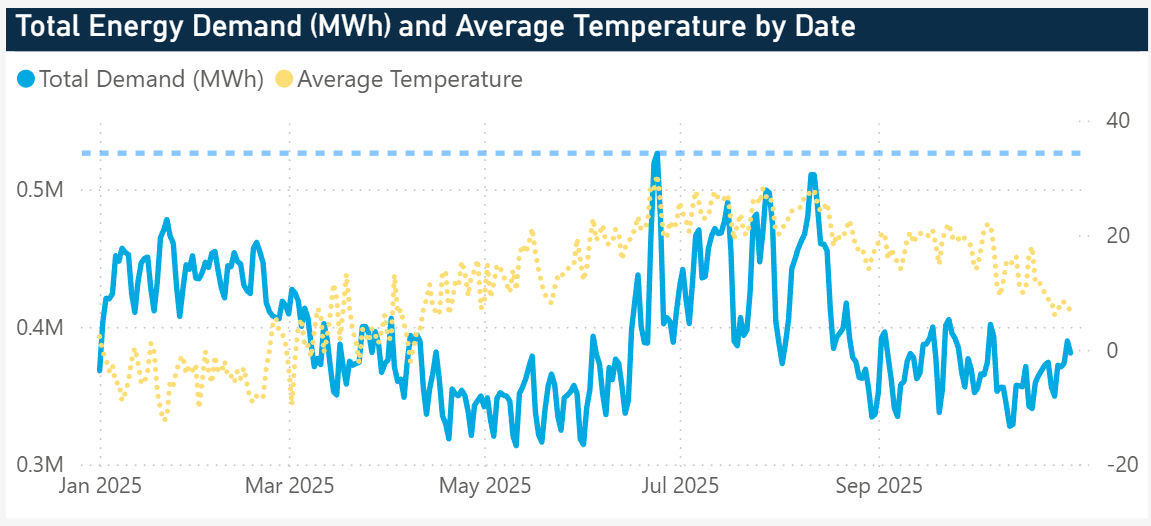 Total Energy Demand (MWh) and Average Temperature by Date
Total Demand (MWh) Average Temperature
40
0.5M
20
0.4M
0
0.3M -20
Jan 2025 Mar 2025 May 2025 Jul 2025 Sep 2025